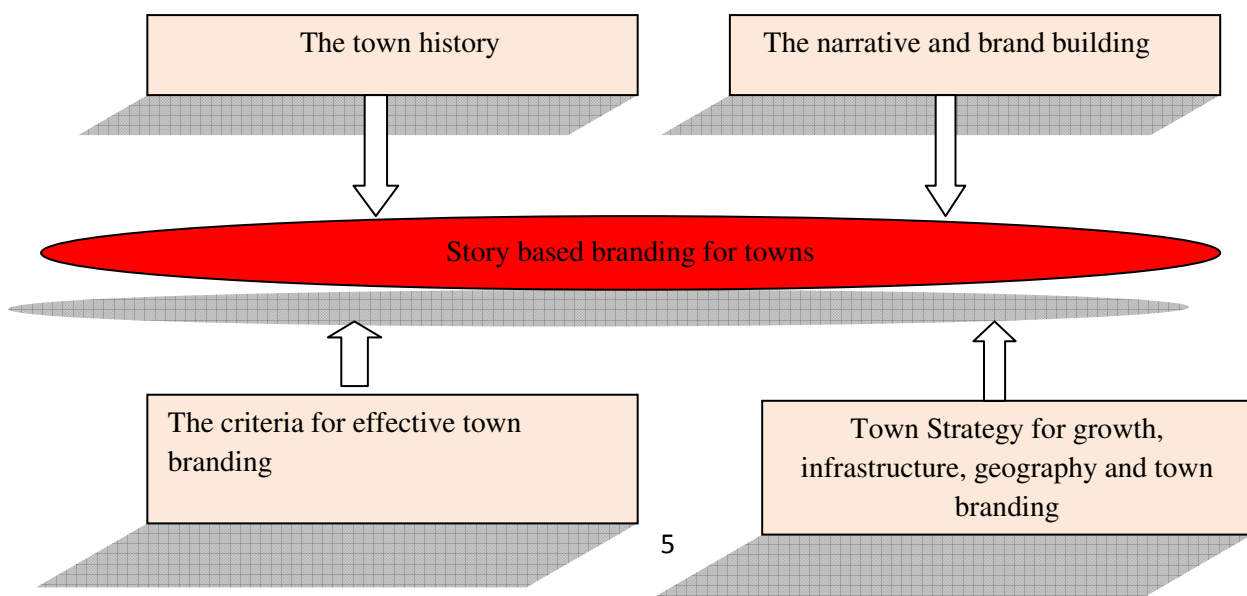 The town history
The narrative and brand building
Story based branding for towns
The criteria for effective town
branding
Town Strategy for growth,
infrastructure, geography and town
branding
5